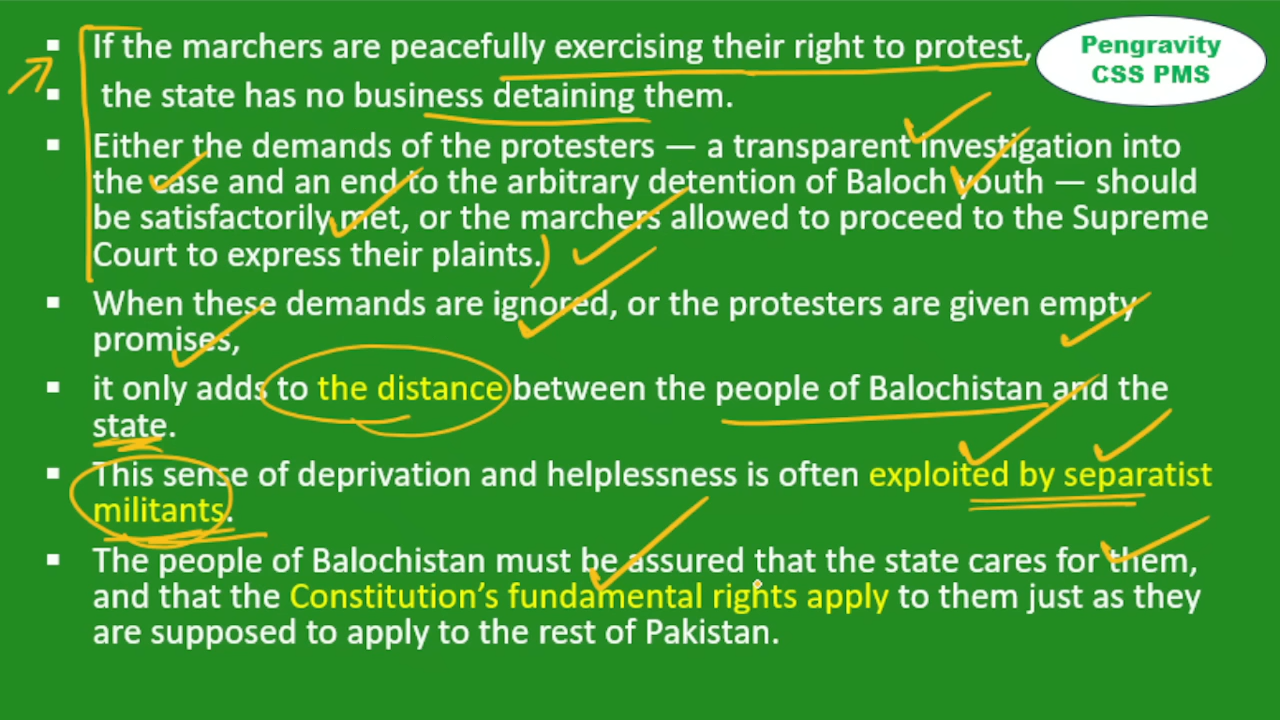 If the marchers are peacefully exercising their right to protest,
Pengravity
CSS PMS
the state has no business detaining them.
Either the demands of the protesters — a transparent investigation into
the case and an end to the arbitrary detention of Baloch youth — should
be satisfactorily met, or the marchers allowed to proceed to the Supreme
Court to express their plaints.
When these demands are ignored, or the protesters are given empty
promises,
it only adds to the distance between the people of Balochistan and the
state.
This sense of deprivation and helplessness is often exploited by separatist
militants.
The people of Balochistan must be assured that the state cares for them,
and that the Constitution’s fundamental rights apply to them just as they
are supposed to apply to the rest of Pakistan.